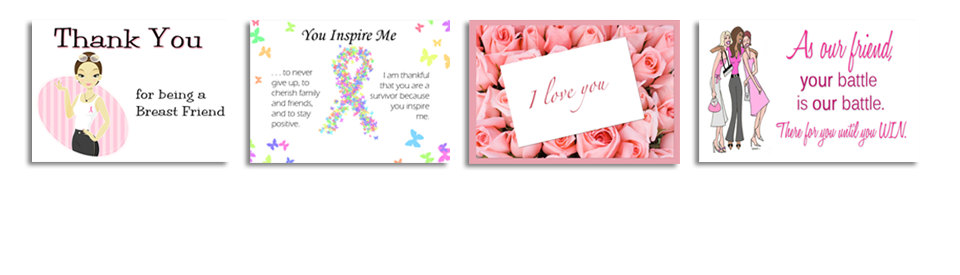 Thank You
for being a
Breast Friend
You Inspire Me
. . . to never
give up, to
cherish family
and friends,
and to stay
positive.
I am thankful
that you are a
survivor because
you inspire
me.
I love you
As our friend,
your battle
is our battle.
There for you until you WIN.